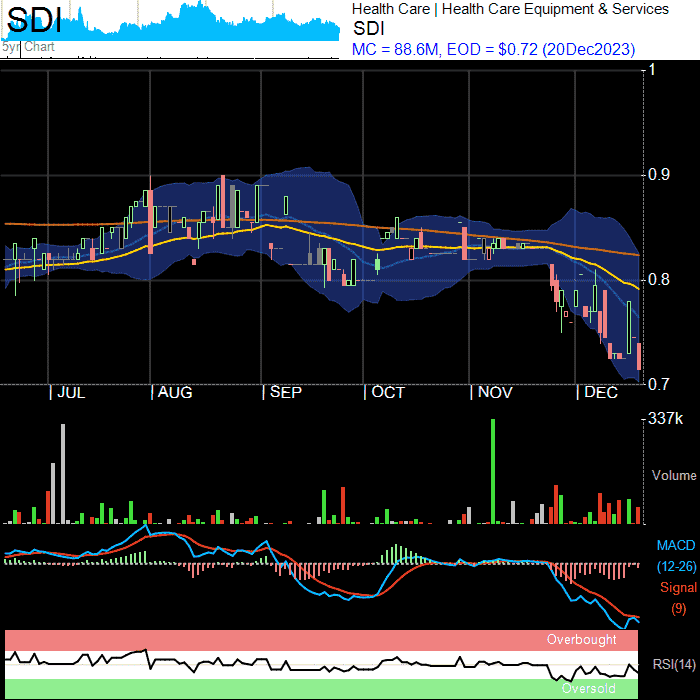 SDI
5yr Chart
Health Care | Health Care Equipment & Services
SDI
MC = 88.6M, EOD = $0.72 (20Dec2023)
1
0.9
0.8
0.7
JUL AUG SEP OCT NOV DEC
337k
Volume
MACD
(12-26)
Signal
(9)
Overbought
RSI(14)
Oversold